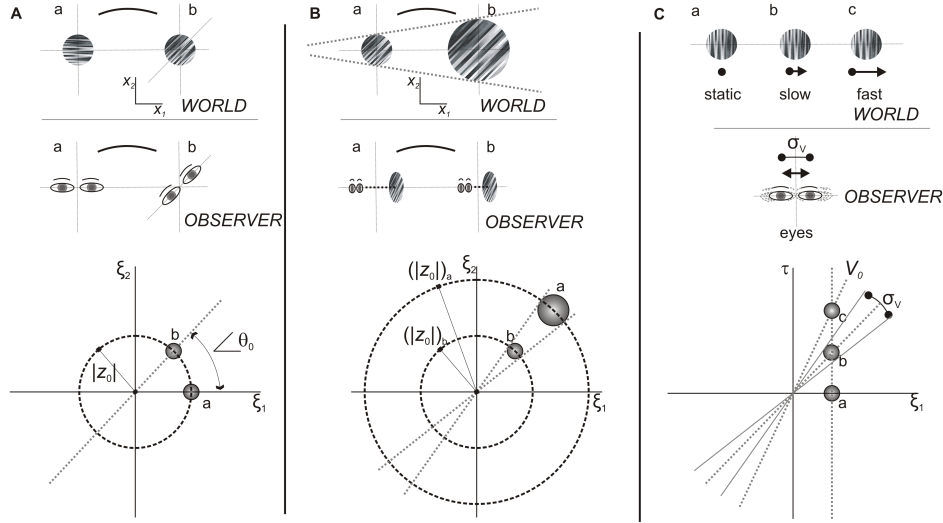 A
a
b
x₂
x₁
WORLD
a
b
OBSERVER
ξ₂
b
θ₀
|z₀|
a
ξ₁
B
a
b
x₂
x₁
WORLD
a
b
OBSERVER
(|z₀|)ₐ
ξ₂
a
(|z₀|)b
b
ξ₁
C
a
b
c
static
slow
fast
WORLD
σᵥ
OBSERVER
eyes
τ
V₀
σᵥ
c
b
a
ξ₁